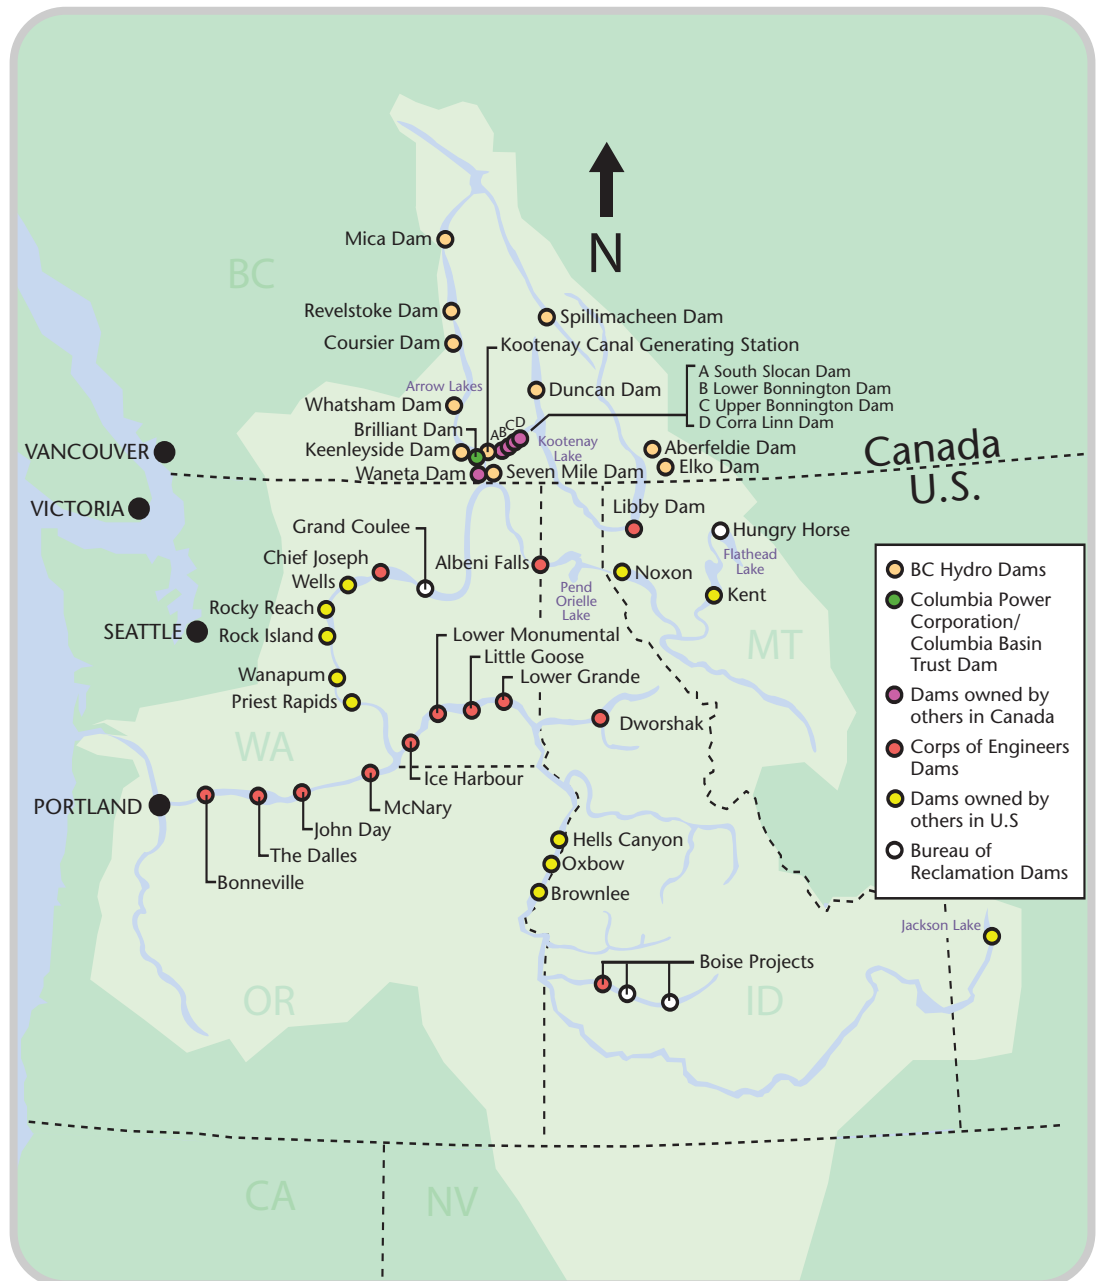 N
BC
Mica Dam
Revelstoke Dam
Spillimacheen Dam
Coursier Dam
Kootenay Canal Generating Station
A South Slocan Dam
B Lower Bonnington Dam
C Upper Bonnington Dam
D Corra Linn Dam
Arrow Lakes
Duncan Dam
Whatsham Dam
Brilliant Dam
A B C D
Kootenay
Lake
VANCOUVER
Keenleyside Dam
Aberfeldie Dam
Elko Dam
Canada
Waneta Dam
Seven Mile Dam
U.S.
VICTORIA
Libby Dam
Grand Coulee
Hungry Horse
Flathead
Lake
Chief Joseph
Albeni Falls
Noxon
Wells
Pend
Orielle
Lake
Kent
Rocky Reach
SEATTLE
Rock Island
Lower Monumental
MT
Little Goose
Wanapum
Lower Grande
Priest Rapids
Dworshak
WA
Ice Harbour
PORTLAND
McNary
John Day
The Dalles
Bonneville
Hells Canyon
Oxbow
Brownlee
BC Hydro Dams
Columbia Power
Corporation/
Columbia Basin
Trust Dam
Dams owned by
others in Canada
Corps of Engineers
Dams
Dams owned by
others in U.S
Bureau of
Reclamation Dams
Jackson Lake
Boise Projects
OR
ID
CA
NV